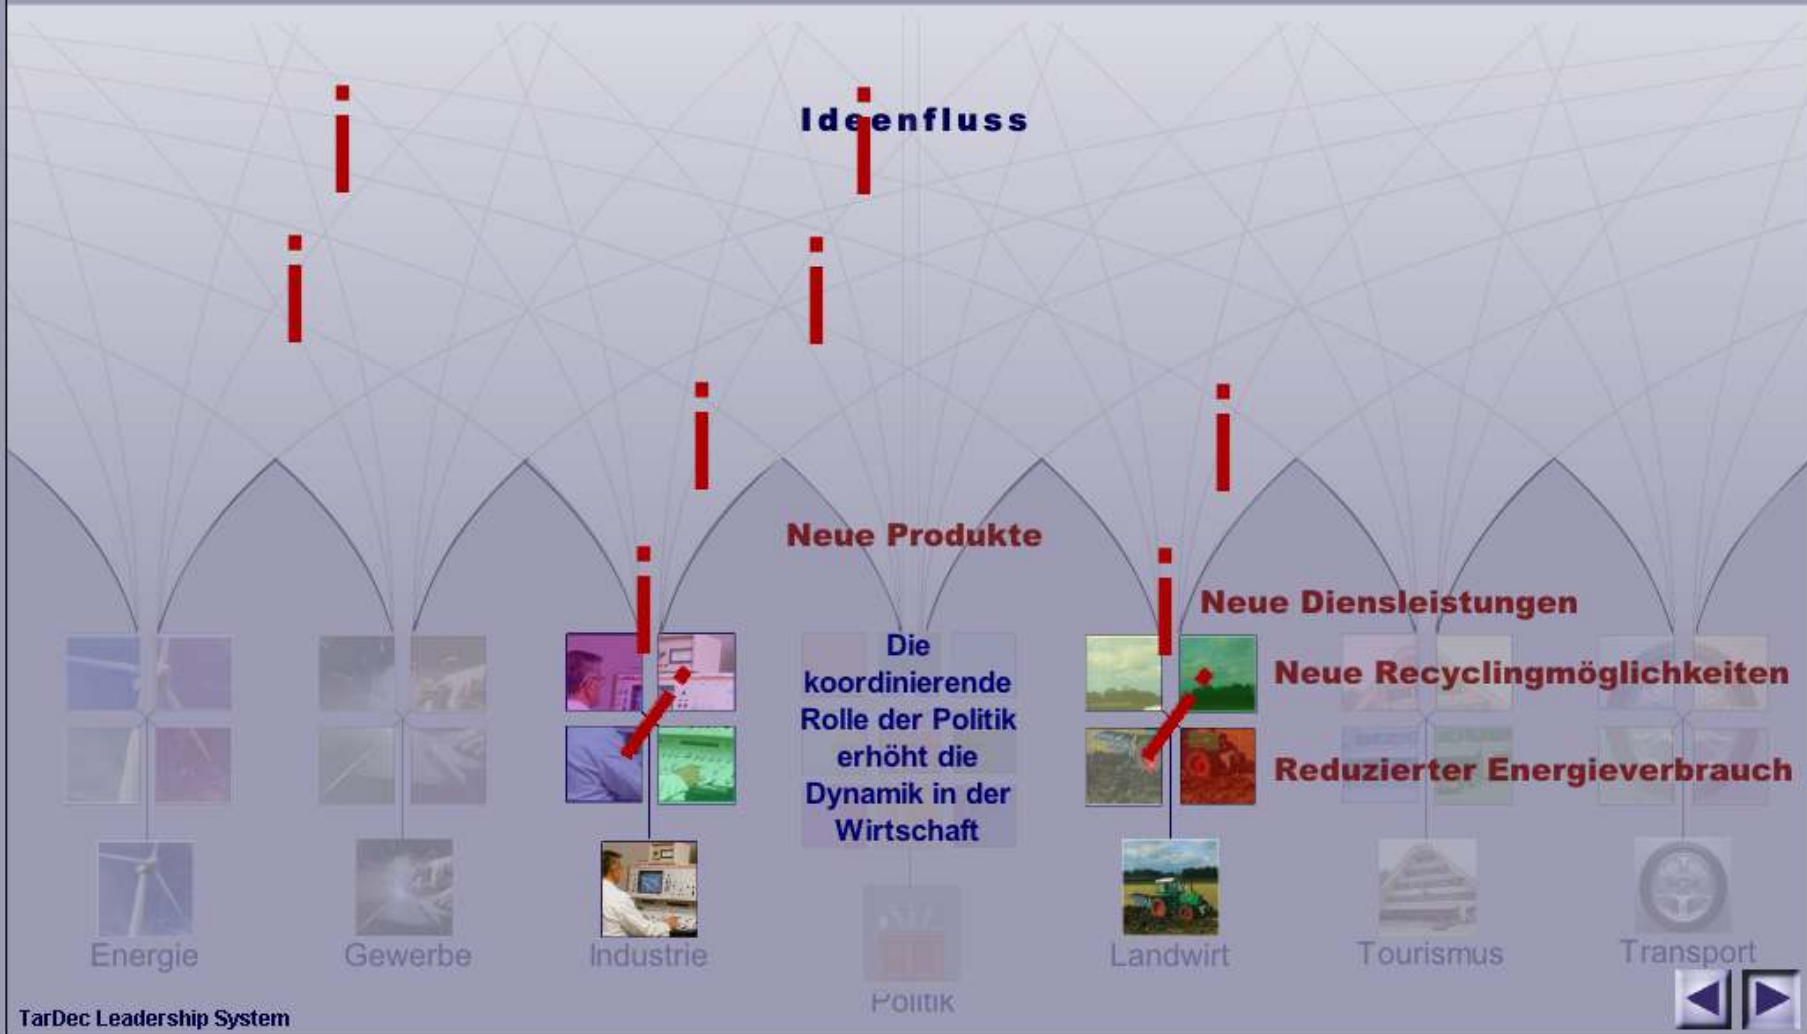 Ideenfluss
i
i
i
i
i
i
Neue Produkte
i
i
Neue Diensleistungen
Die
koordinierende
Rolle der Politik
erhöht die
Dynamik in der
Wirtschaft
i
i
Neue Recyclingmöglichkeiten
Reduzierter Energieverbrauch
Energie
Gewerbe
Industrie
Politik
Landwirt
Tourismus
Transport
TarDec Leadership System